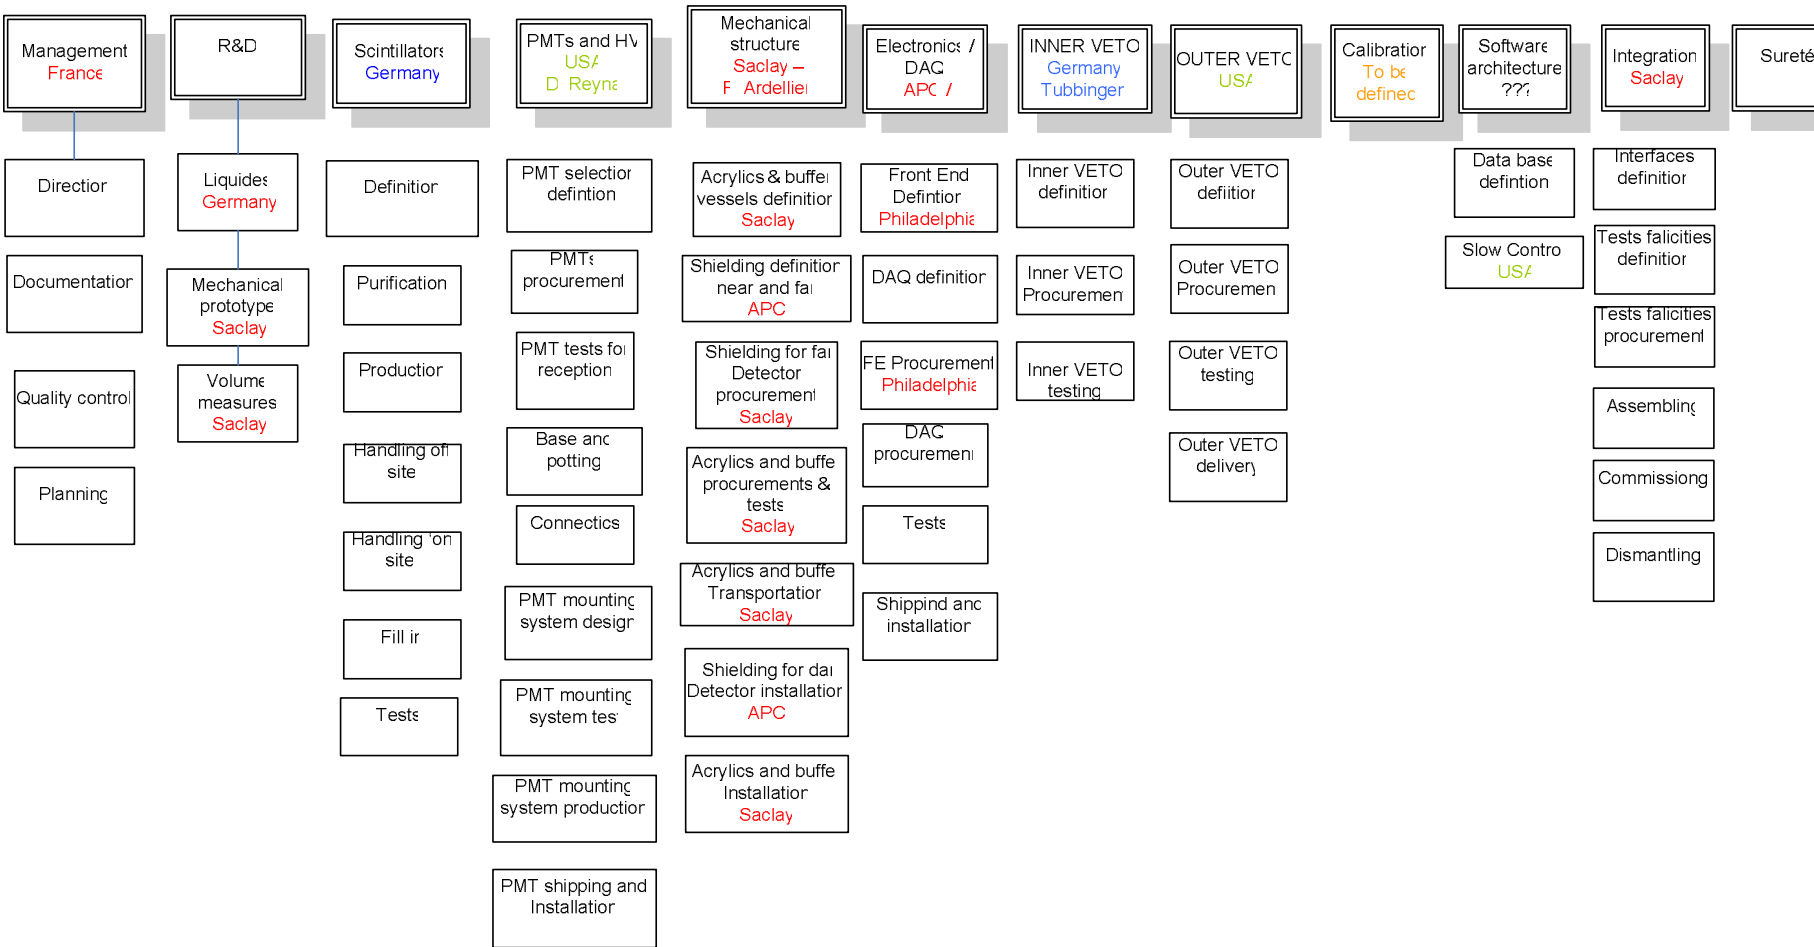 Management
France
R&D
Scintillators
Germany
PMTs and HV
USA
D. Reyna
Mechanical
structure
Saclay –
F. Ardellier
Electronics /
DAQ
APC /
INNER VETO
Germany
Tubbingen
OUTER VETO
USA
Calibration
To be
defined
Software
architecture
???
Integration
Saclay
Sureté
Direction
Documentation
Quality control
Planning
Liquides
Germany
Mechanical
prototype
Saclay
Volume
measures
Saclay
Definition
Purification
Production
Handling off
site
Handling 'on
site
Fill in
Tests
PMT selection
defintion
PMTs
procurement
PMT tests for
reception
Base and
potting
Connectics
PMT mounting
system design
PMT mounting
system test
PMT mounting
system production
PMT shipping and
Installation
Acrylics & buffer
vessels definition
Saclay
Shielding definition
near and far
APC
Shielding for far
Detector
procurement
Saclay
Acrylics and buffe
procurements &
tests
Saclay
Acrylics and buffe
Transportation
Saclay
Shielding for dar
Detector installation
APC
Acrylics and buffe
Installation
Saclay
Front End
Defintion
Philadelphia
DAQ definition
FE Procurement
Philadelphia
DAQ
procurement
Tests
Shippind and
installation
Inner VETO
definition
Inner VETO
Procurement
Inner VETO
testing
Outer VETO
defiition
Outer VETO
Procuremen
Outer VETO
testing
Outer VETO
delivery
Data base
defintion
Slow Contro
USA
Interfaces
definition
Tests falicities
definition
Tests falicities
procurement
Assembling
Commissiong
Dismantling